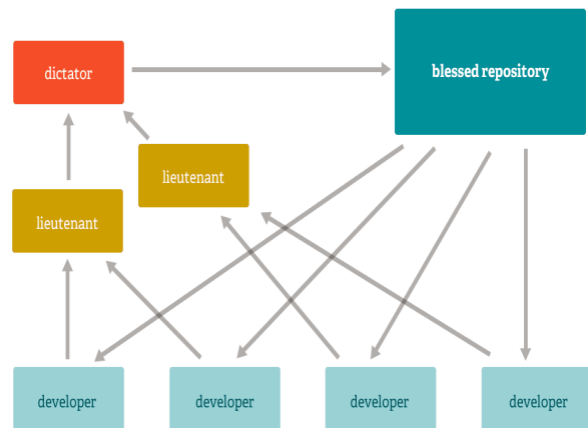 dictator
blessed repository
lieutenant
lieutenant
developer
developer
developer
developer